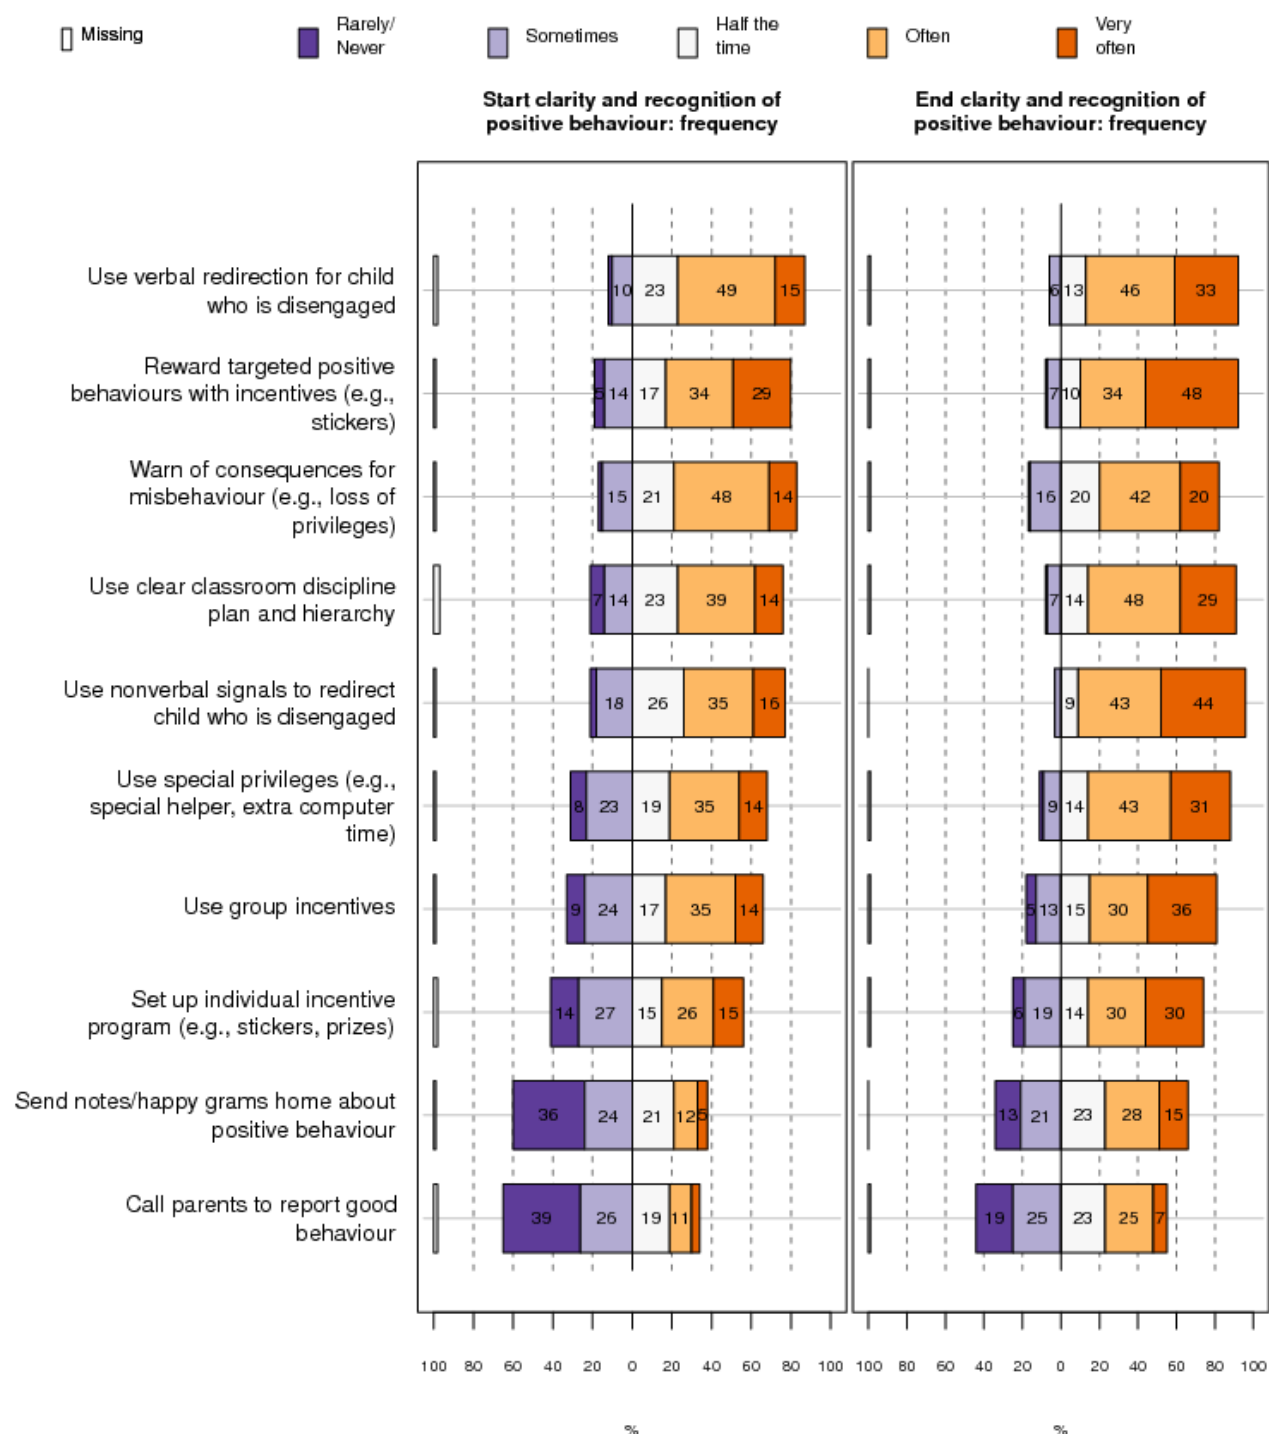 Missing
Rarely/
Never
Sometimes
Half the
time
Often
Very
often
Start clarity and recognition of
positive behaviour: frequency
End clarity and recognition of
positive behaviour: frequency
Use verbal redirection for child
who is disengaged
10 23 49 15
6 13 46 33
Reward targeted positive
behaviours with incentives (e.g.,
stickers)
5 14 17 34 29
7 10 34 48
Warn of consequences for
misbehaviour (e.g., loss of
privileges)
15 21 48 14
16 20 42 20
Use clear classroom discipline
plan and hierarchy
7 14 23 39 14
7 14 48 29
Use nonverbal signals to redirect
child who is disengaged
18 26 35 16
9 43 44
Use special privileges (e.g.,
special helper, extra computer
time)
8 23 19 35 14
9 14 43 31
Use group incentives
9 24 17 35 14
5 13 15 30 36
Set up individual incentive
program (e.g., stickers, prizes)
14 27 15 26 15
6 19 14 30 30
Send notes/happy grams home about
positive behaviour
36 24 21 12 5
13 21 23 28 15
Call parents to report good
behaviour
39 26 19 11
19 25 23 25 7
100 80 60 40 20 0 20 40 60 80 100
100 80 60 40 20 0 20 40 60 80 100
%
%